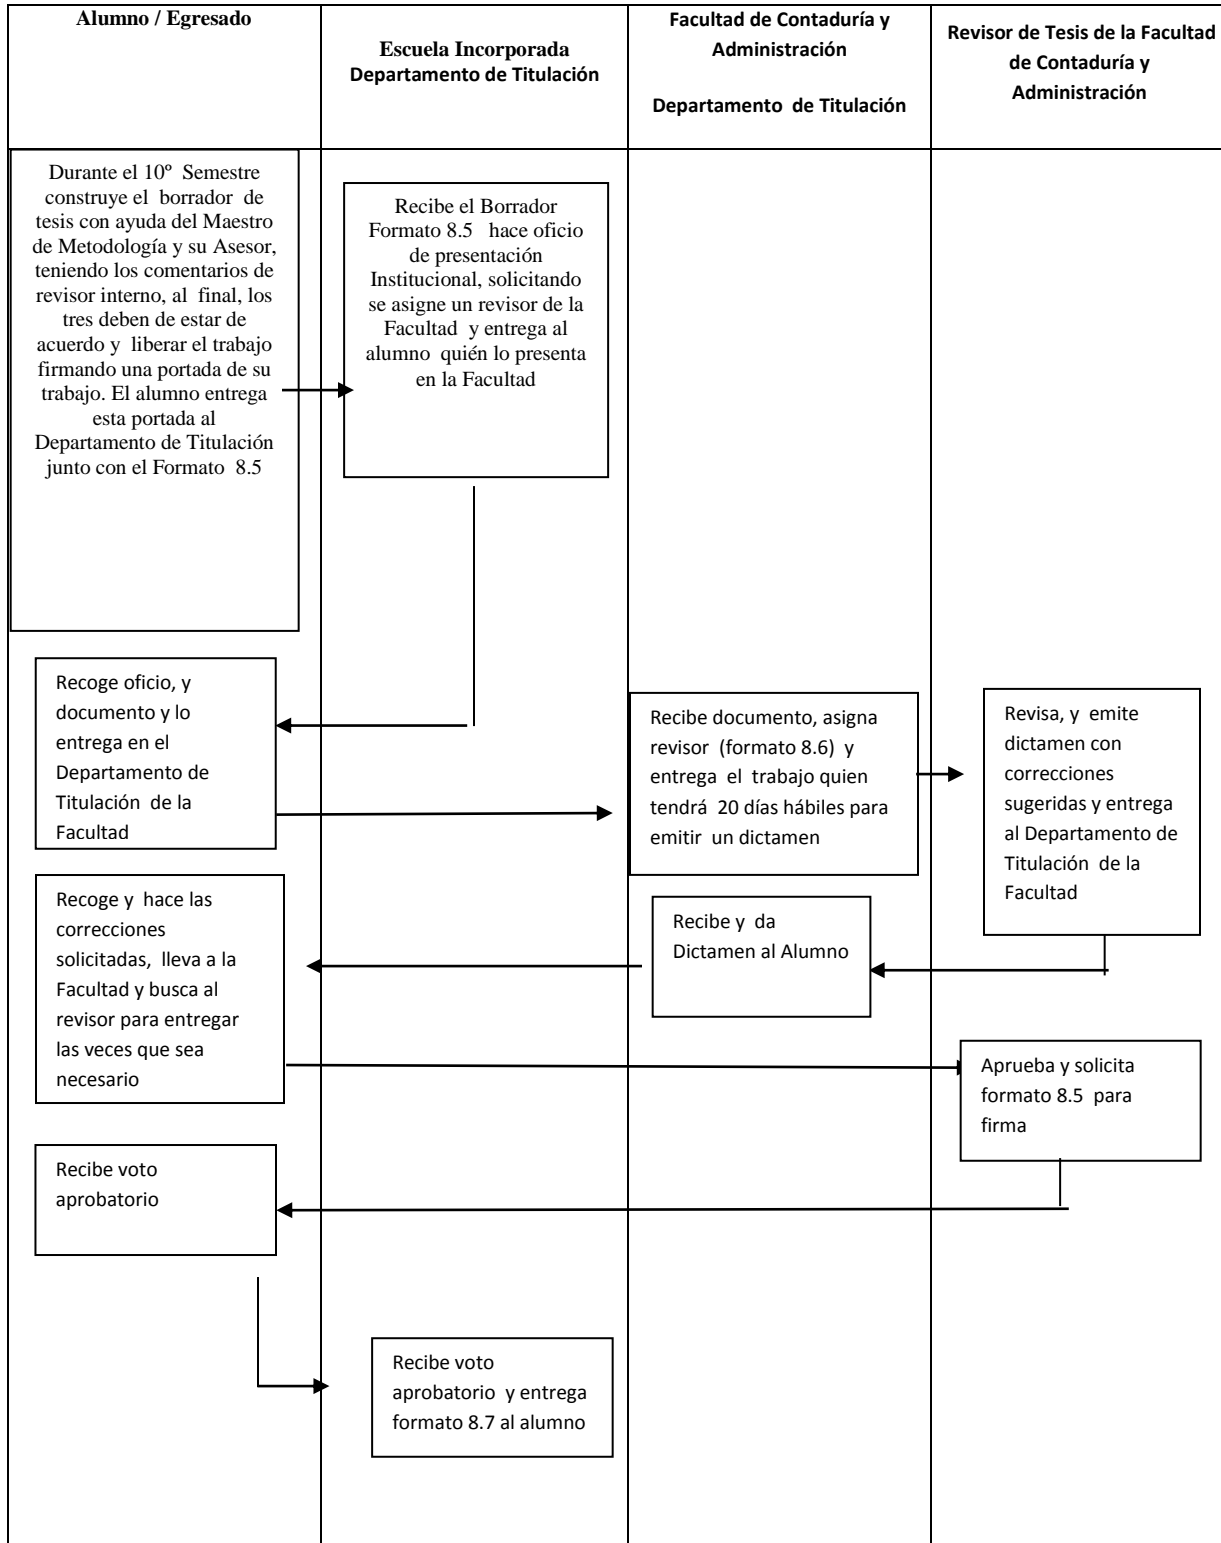 Alumno / Egresado
Escuela Incorporada
Departamento de Titulación
Facultad de Contaduría y
Administración
Departamento de Titulación
Revisor de Tesis de la Facultad
de Contaduría y
Administración
Durante el 10º Semestre
construye el borrador de
tesis con ayuda del Maestro
de Metodología y su Asesor,
teniendo los comentarios de
revisor interno, al final, los
tres deben de estar de
acuerdo y liberar el trabajo
firmando una portada de su
trabajo. El alumno entrega
esta portada al
Departamento de Titulación
junto con el Formato 8.5
Recibe el Borrador
Formato 8.5 hace oficio
de presentación
Institucional, solicitando
se asigne un revisor de la
Facultad y entrega al
alumno quién lo presenta
en la Facultad
Recoge oficio, y
documento y lo
entrega en el
Departamento de
Titulación de la
Facultad
Recibe documento, asigna
revisor (formato 8.6) y
entrega el trabajo quien
tendrá 20 días hábiles para
emitir un dictamen
Revisa, y emite
dictamen con
correcciones
sugeridas y entrega
al Departamento de
Titulación de la
Facultad
Recibe y da
Dictamen al Alumno
Recoge y hace las
correcciones
solicitadas, lleva a la
Facultad y busca al
revisor para entregar
las veces que sea
necesario
Aprueba y solicita
formato 8.5 para
firma
Recibe voto
aprobatorio
Recibe voto
aprobatorio y entrega
formato 8.7 al alumno